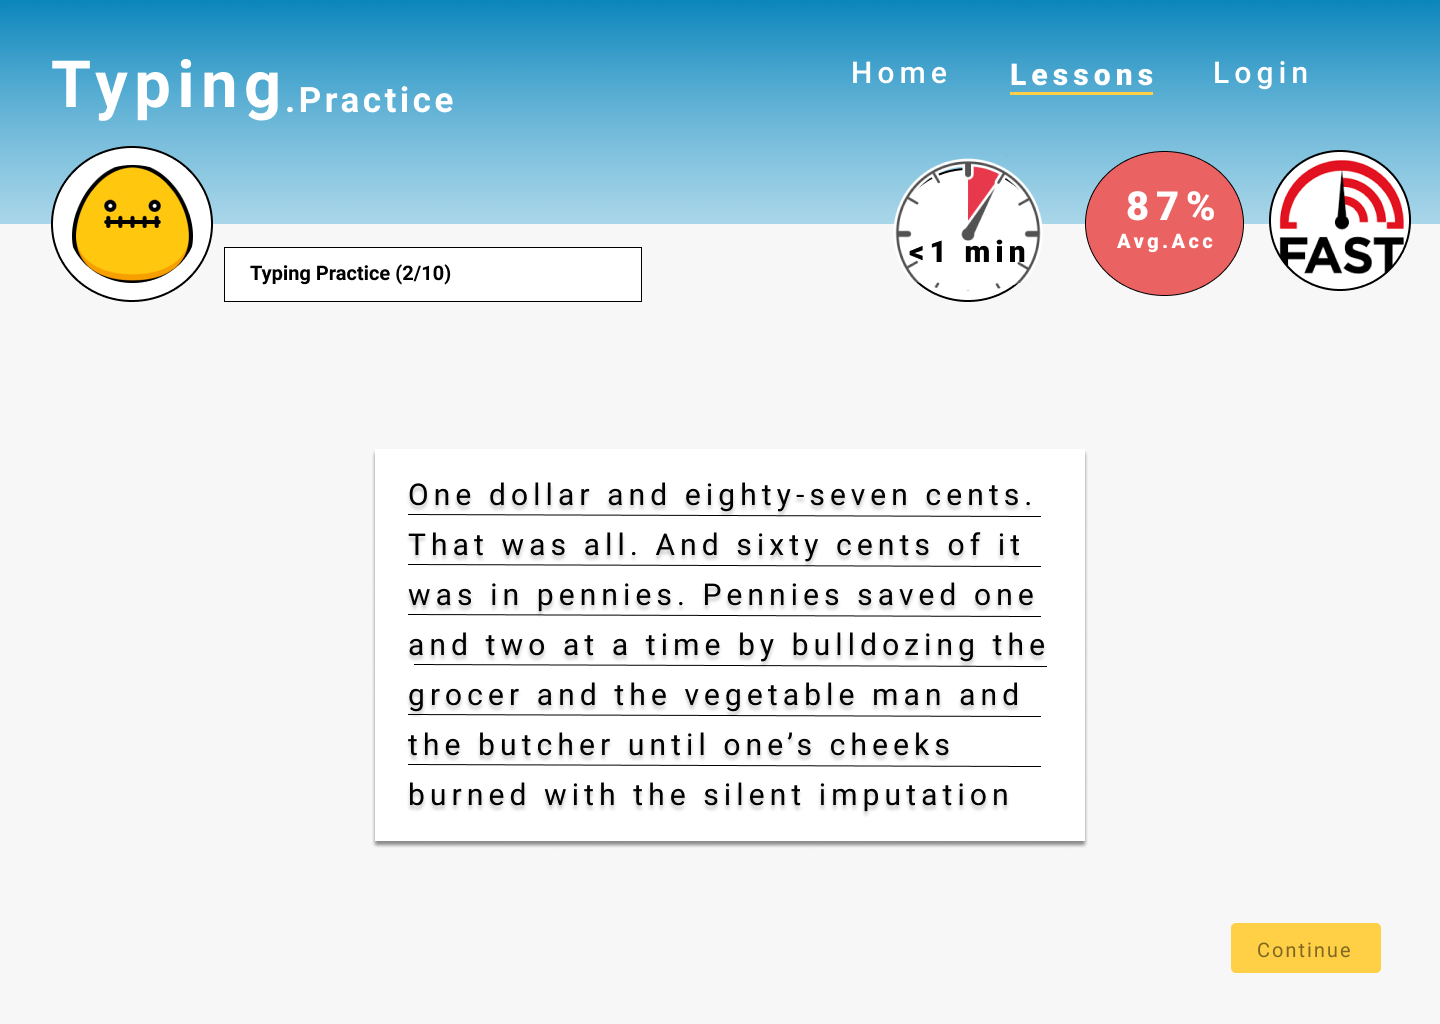 Typing.Practice
Home Lessons Login
<1 min
87%
Avg.Acc
FAST
Typing Practice (2/10)
One dollar and eighty-seven cents.
That was all. And sixty cents of it
was in pennies. Pennies saved one
and two at a time by bulldozing the
grocer and the vegetable man and
the butcher until one’s cheeks
burned with the silent imputation
Continue